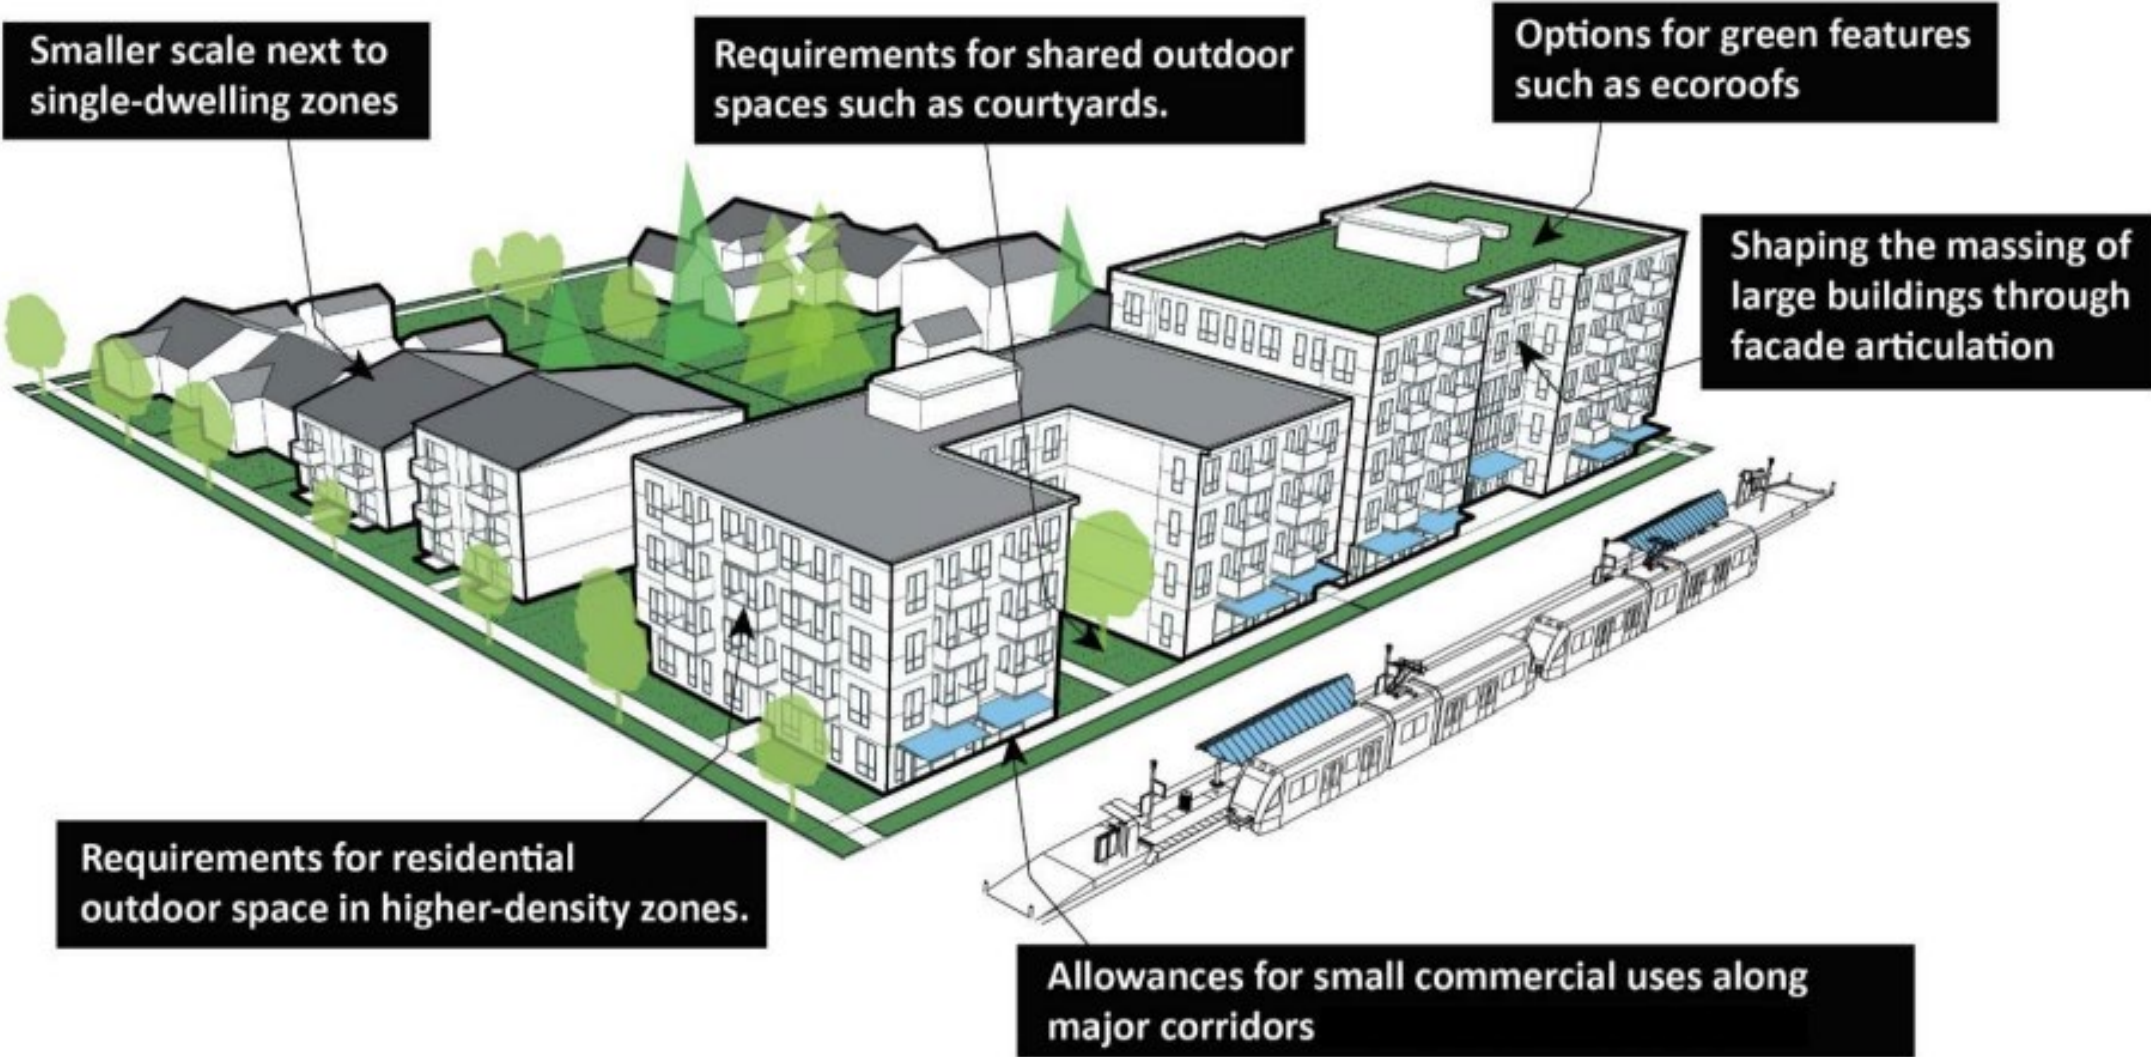 Smaller scale next to
single-dwelling zones
Requirements for shared outdoor
spaces such as courtyards.
Options for green features
such as ecoroofs
Shaping the massing of
large buildings through
facade articulation
Requirements for residential
outdoor space in higher-density zones.
Allowances for small commercial uses along
major corridors